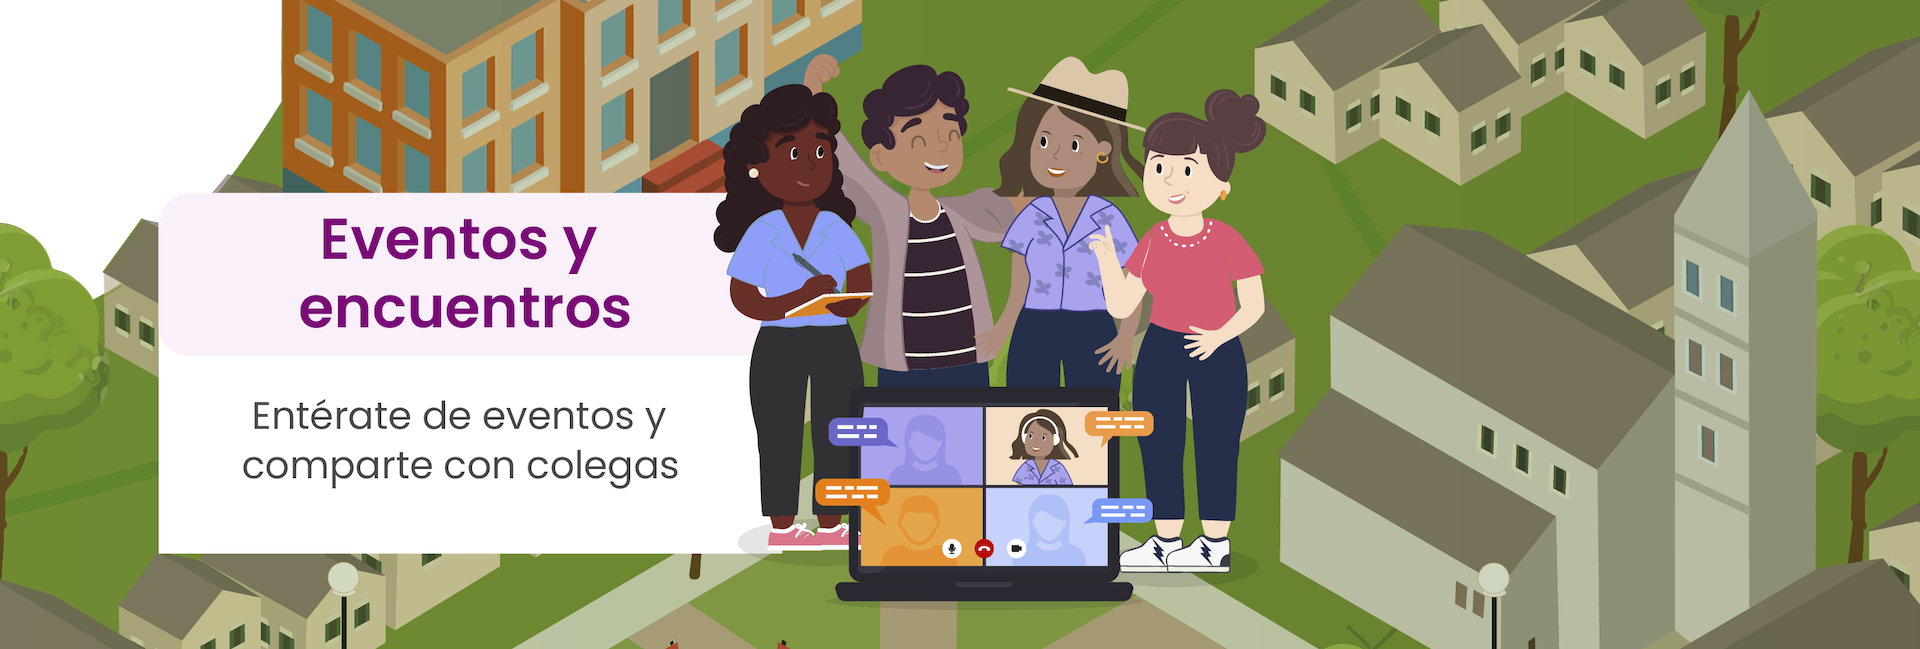 Eventos y
encuentros
Entérate de eventos y
comparte con colegas